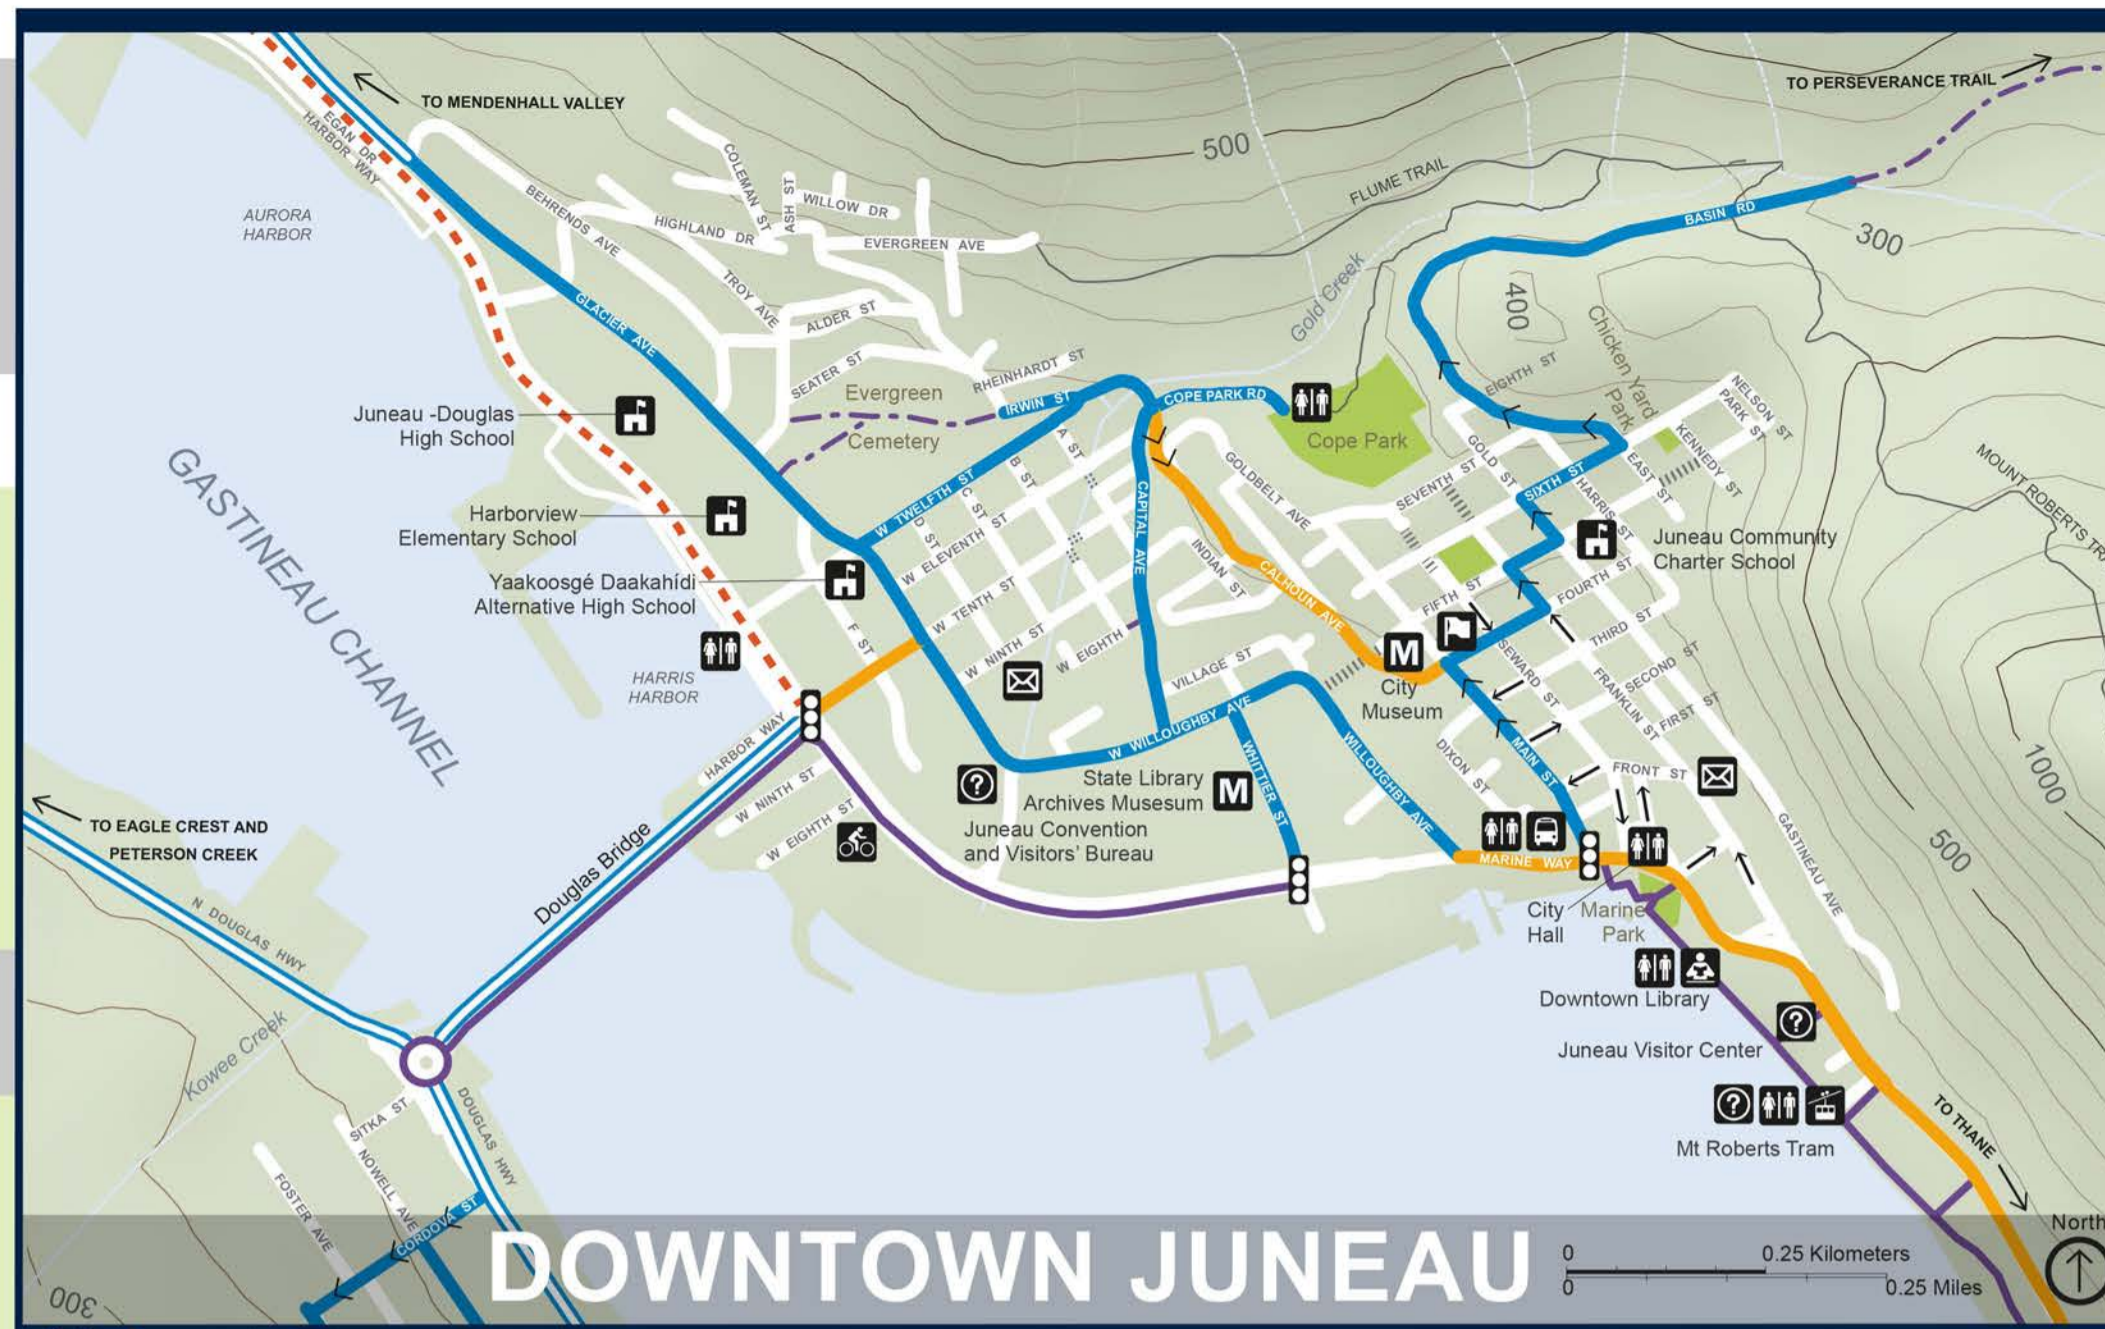 TO MENDENHALL VALLEY
TO PERSEVERANCE TRAIL
EGAN DR
HARBOR WAY
AURORA
HARBOR
BEHRENDS AVE
HIGHLAND DR
COLEMAN ST
ASH ST
WILLOW DR
EVERGREEN AVE
TROY AVE
ALDER ST
SEATER ST
RHEINHARDT ST
500
FLUME TRAIL
Gold Creek
BASIN RD
300
400
Chicken Yard
Park
EIGHTH ST
NELSON ST
PARK ST
KENNEDY ST
EAST ST
GLACIER AVE
Evergreen
Cemetery
IRWIN ST
COPE PARK RD
Cope Park
Juneau -Douglas
High School
Harborview
Elementary School
Yaakoosgé Daakahídi
Alternative High School
GASTINEAU CHANNEL
HARRIS
HARBOR
W TWELFTH ST
A ST
B ST
C ST
D ST
F ST
W ELEVENTH ST
W TENTH ST
W NINTH ST
W EIGHTH
CAPITAL AVE
INDIAN ST
GOLDBELT AVE
CALHOUN AVE
SEVENTH ST
GOLD ST
SIXTH ST
HARRIS ST
FIFTH ST
FOURTH ST
THIRD ST
SECOND ST
FIRST ST
SEWARD ST
FRANKLIN ST
Juneau Community
Charter School
MOUNT ROBERTS TRA
M
City
Museum
VILLAGE ST
W WILLOUGHBY AVE
WILLOUGHBY AVE
WHITTIER ST
DIXON ST
MAIN ST
FRONT ST
GASTINEAU AVE
1000
500
HARBOR WAY
W NINTH ST
W EIGHTH ST
?
State Library
Archives Musesum
M
Juneau Convention
and Visitors' Bureau
MARINE WAY
City
Hall
Marine
Park
Downtown Library
?
Juneau Visitor Center
?
Mt Roberts Tram
TO THANE
TO EAGLE CREST AND
PETERSON CREEK
Douglas Bridge
N DOUGLAS HWY
Kowee Creek
DOUGLAS HWY
SITKA ST
NOWELL AVE
FOSTER AVE
CORDOVA ST
300
DOWNTOWN JUNEAU
0 0.25 Kilometers
0 0.25 Miles
North